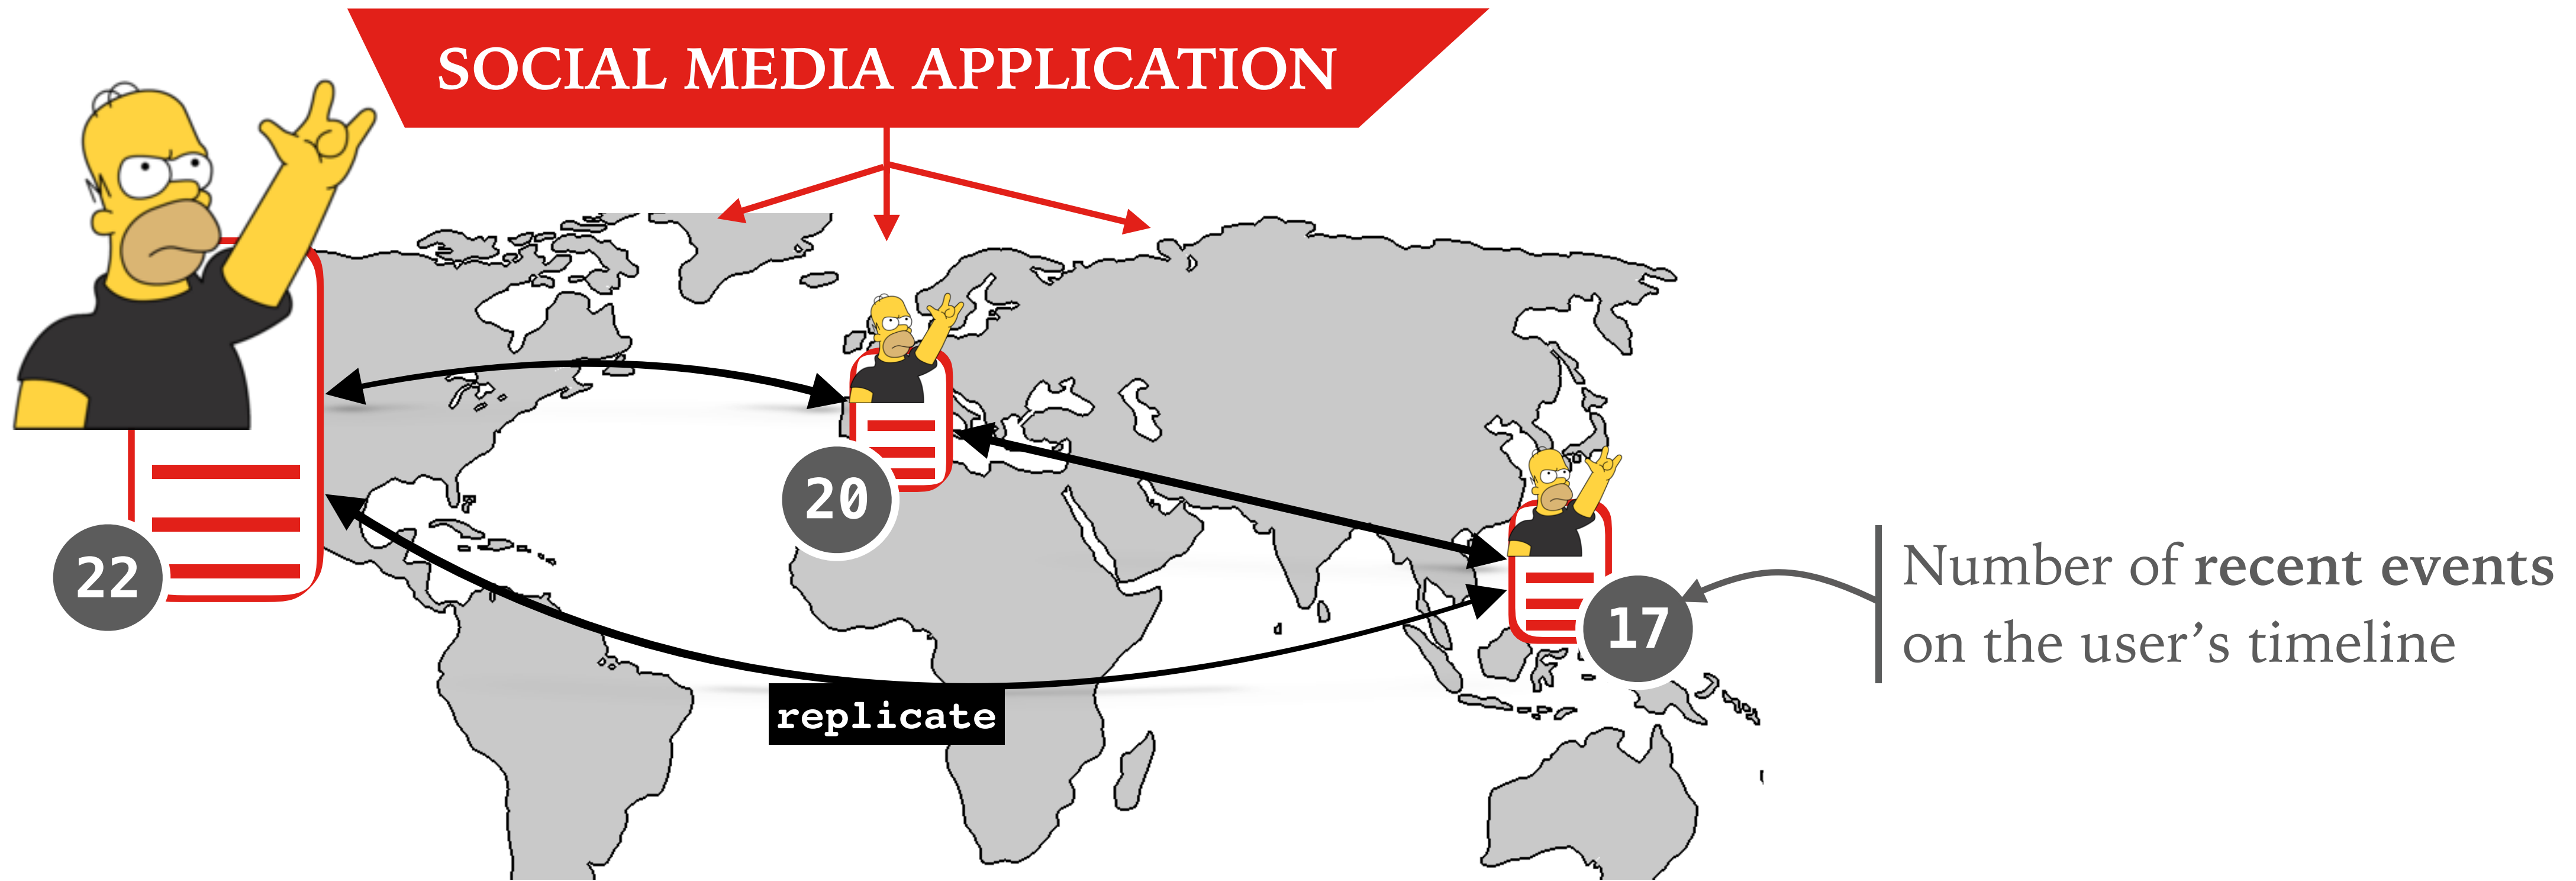 SOCIAL MEDIA APPLICATION
20
22
17
Number of recent events
on the user’s timeline
replicate